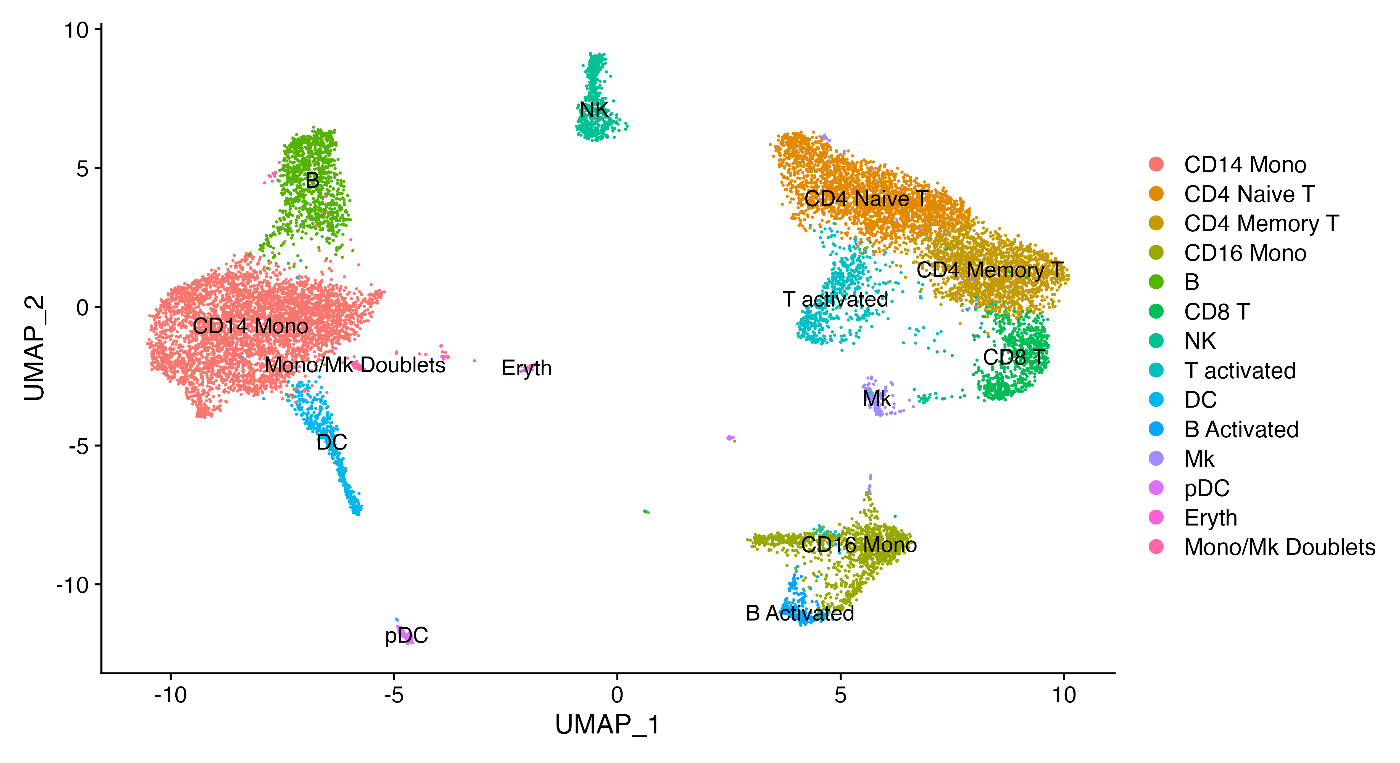 10
5
0
-5
-10
UMAP_2
-10
-5
0
5
10
UMAP_1
NK
B
CD4 Naive T
CD4 Memory T
T activated
CD14 Mono
Mono/Mk Doublets
Eryth
CD8 T
Mk
DC
CD16 Mono
B Activated
pDC
CD14 Mono
CD4 Naive T
CD4 Memory T
CD16 Mono
B
CD8 T
NK
T activated
DC
B Activated
Mk
pDC
Eryth
Mono/Mk Doublets